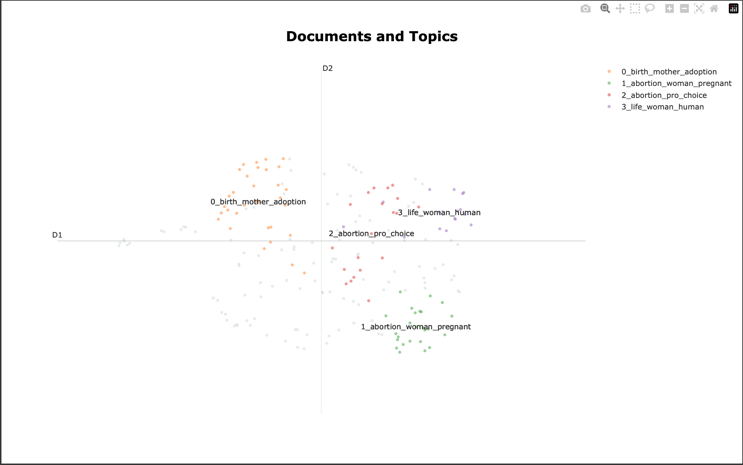 Documents and Topics
D2
0_birth_mother_adoption
1_abortion_woman_pregnant
2_abortion_pro_choice
3_life_woman_human
0_birth_mother_adoption
3_life_woman_human
D1
2_abortion_pro_choice
1_abortion_woman_pregnant